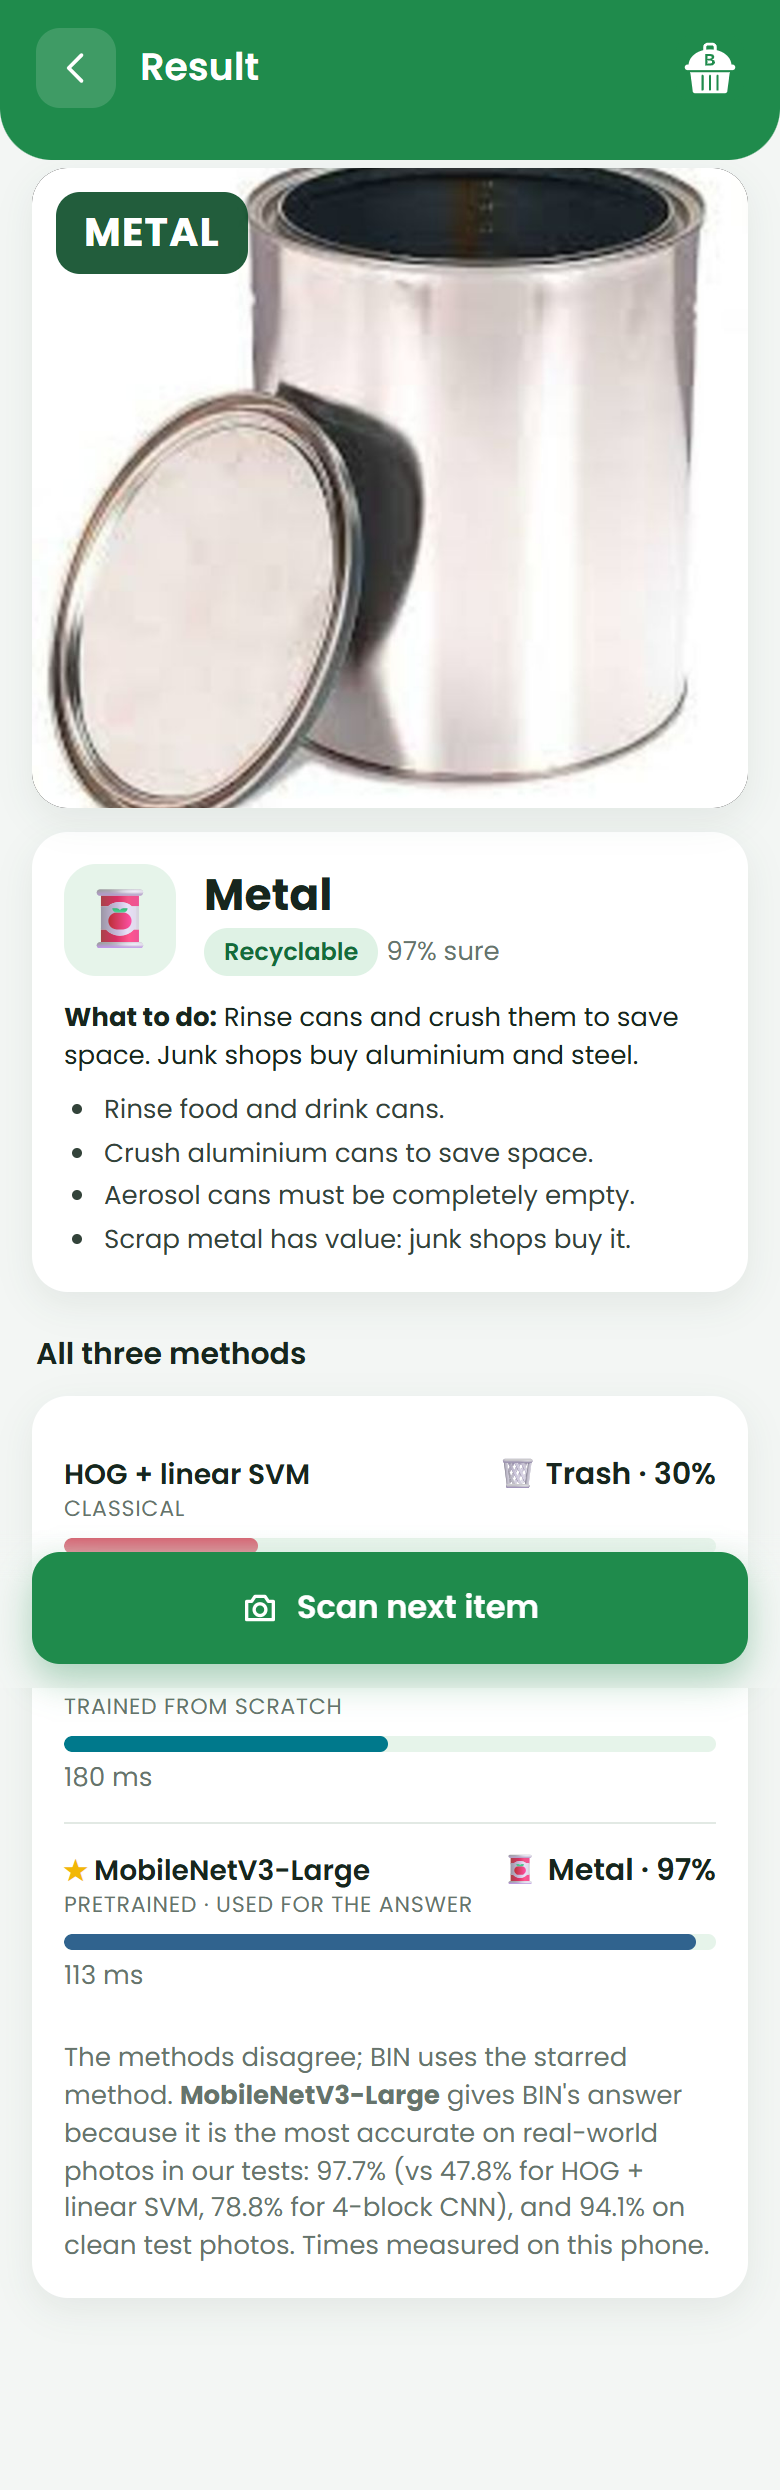 Result
B
METAL
Metal
Recyclable 97% sure
What to do: Rinse cans and crush them to save
space. Junk shops buy aluminium and steel.
• Rinse food and drink cans.
• Crush aluminium cans to save space.
• Aerosol cans must be completely empty.
• Scrap metal has value: junk shops buy it.
All three methods
HOG + linear SVM Trash · 30%
CLASSICAL
Scan next item
TRAINED FROM SCRATCH
180 ms
★ MobileNetV3-Large Metal · 97%
PRETRAINED · USED FOR THE ANSWER
113 ms
The methods disagree; BIN uses the starred
method. MobileNetV3-Large gives BIN's answer
because it is the most accurate on real-world
photos in our tests: 97.7% (vs 47.8% for HOG +
linear SVM, 78.8% for 4-block CNN), and 94.1% on
clean test photos. Times measured on this phone.